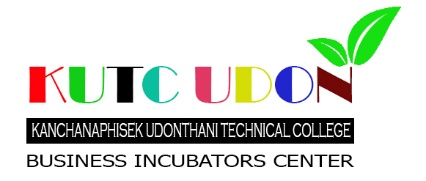 KUTC UDON
KANCHANAPHISEK UDONTHANI TECHNICAL COLLEGE
BUSINESS INCUBATORS CENTER